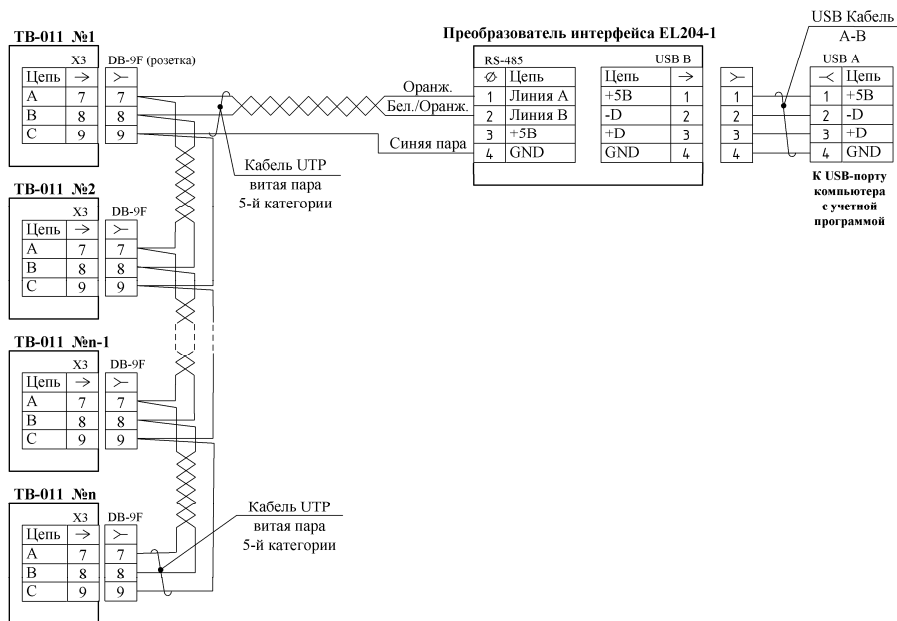 ТВ-011 №1
X3 DB-9F (розетка)
Цепь
A 7 7
B 8 8
C 9 9
ТВ-011 №2
X3 DB-9F
Цепь
A 7 7
B 8 8
C 9 9
ТВ-011 №n-1
X3 DB-9F
Цепь
A 7 7
B 8 8
C 9 9
ТВ-011 №n
X3 DB-9F
Цепь
A 7 7
B 8 8
C 9 9
Кабель UTP
витая пара
5-й категории
Кабель UTP
витая пара
5-й категории
Оранж.
Бел./Оранж.
Синяя пара
Преобразователь интерфейса EL204-1
RS-485
Цепь
1 Линия А
2 Линия В
3 +5В
4 GND
USB B
Цепь
+5В 1
-D 2
+D 3
GND 4
1
2
3
4
USB Кабель
А-В
USB A
Цепь
1 +5В
2 -D
3 +D
4 GND
К USB-порту
компьютера
с учетной
программой